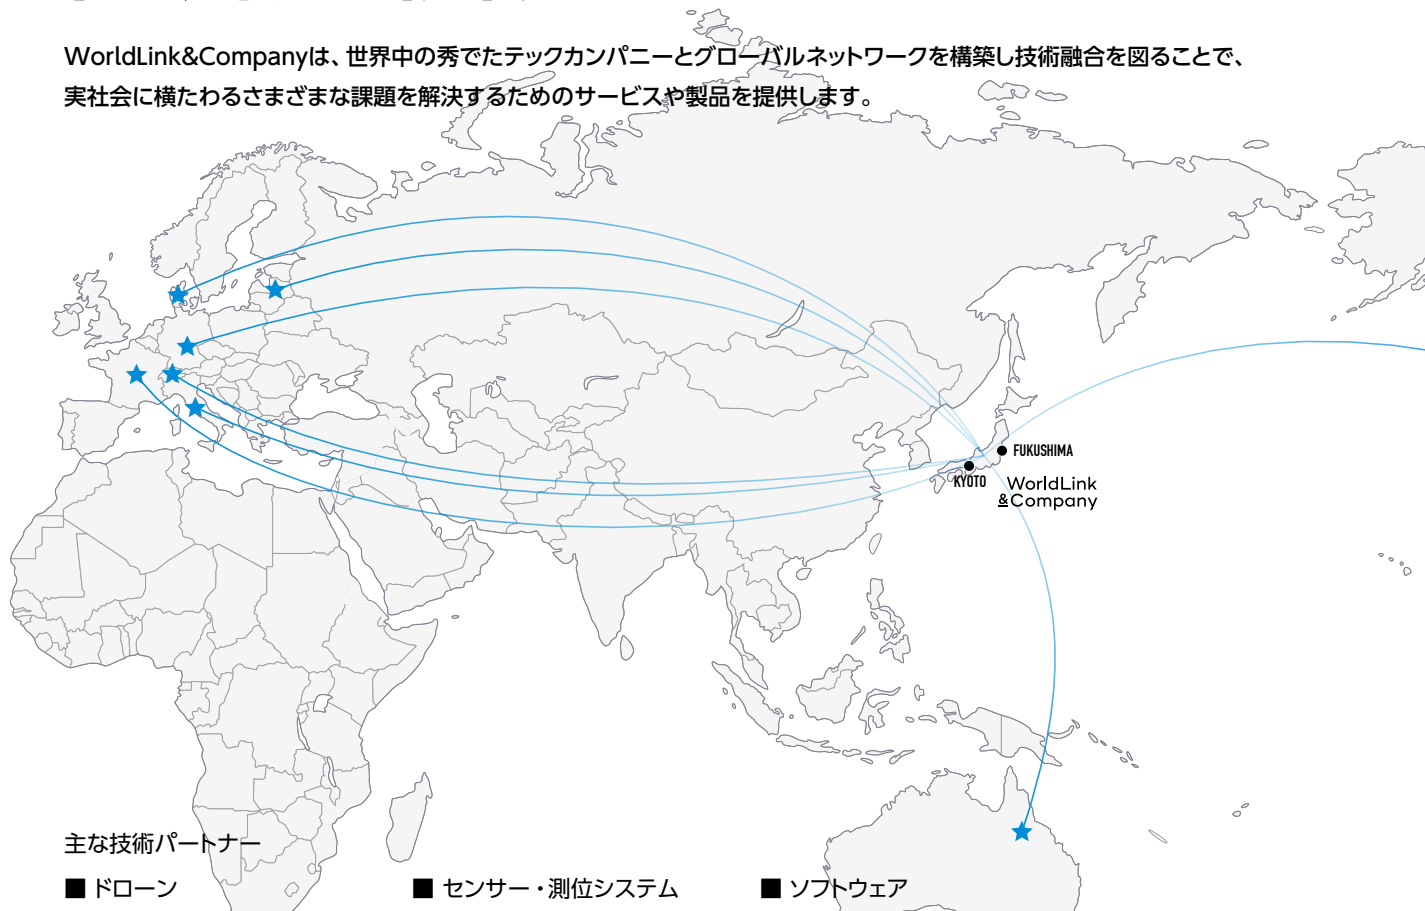 WorldLink&Companyは、世界中の秀でたテックカンパニーとグローバルネットワークを構築し技術融合を図ることで、
実社会に横たわるさまざまな課題を解決するためのサービスや製品を提供します。
FUKUSHIMA
KYOTO
WorldLink
&Company
主な技術パートナー
■ ドローン
■ センサー・測位システム
■ ソフトウェア